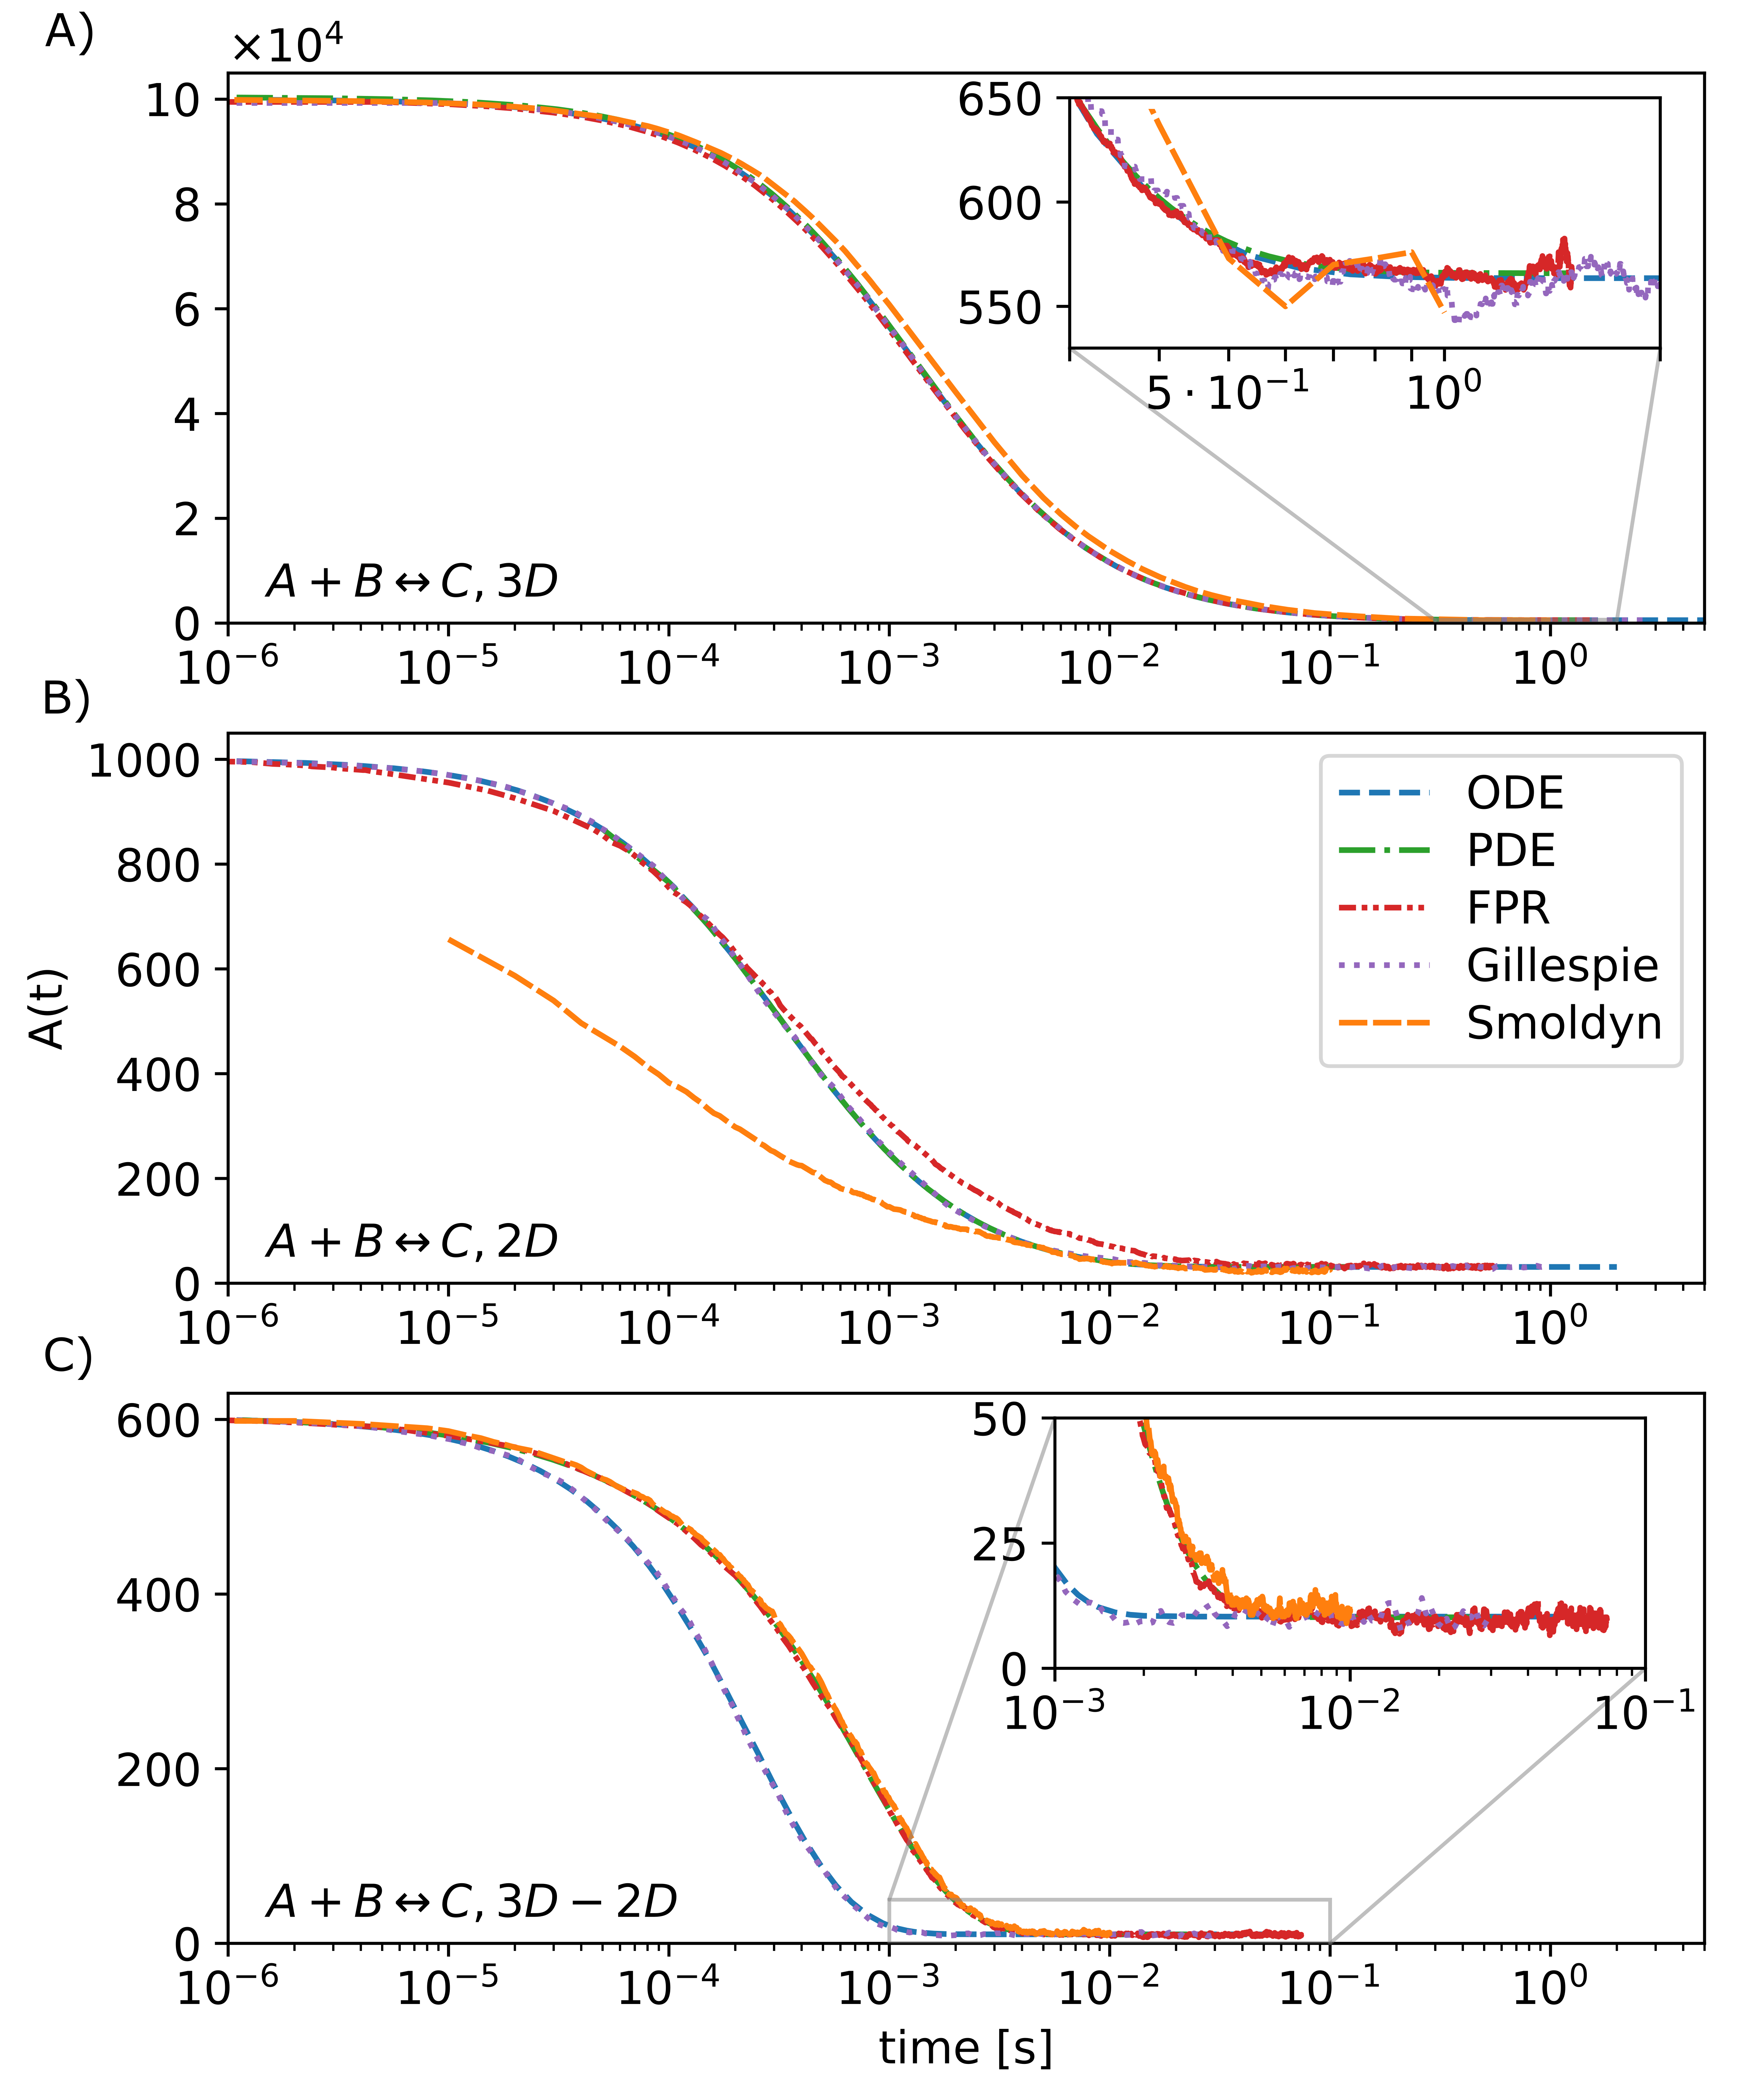 A)
×10⁴
10
8
6
4
2
0
650
600
550
5 · 10⁻¹ 10⁰
A + B ↔ C, 3D
10⁻⁶ 10⁻⁵ 10⁻⁴ 10⁻³ 10⁻² 10⁻¹ 10⁰
B)
1000
800
600
400
200
0
A(t)
ODE
PDE
FPR
Gillespie
Smoldyn
A + B ↔ C, 2D
10⁻⁶ 10⁻⁵ 10⁻⁴ 10⁻³ 10⁻² 10⁻¹ 10⁰
C)
600
400
200
0
50
25
0
10⁻³ 10⁻² 10⁻¹
A + B ↔ C, 3D − 2D
10⁻⁶ 10⁻⁵ 10⁻⁴ 10⁻³ 10⁻² 10⁻¹ 10⁰
time [s]